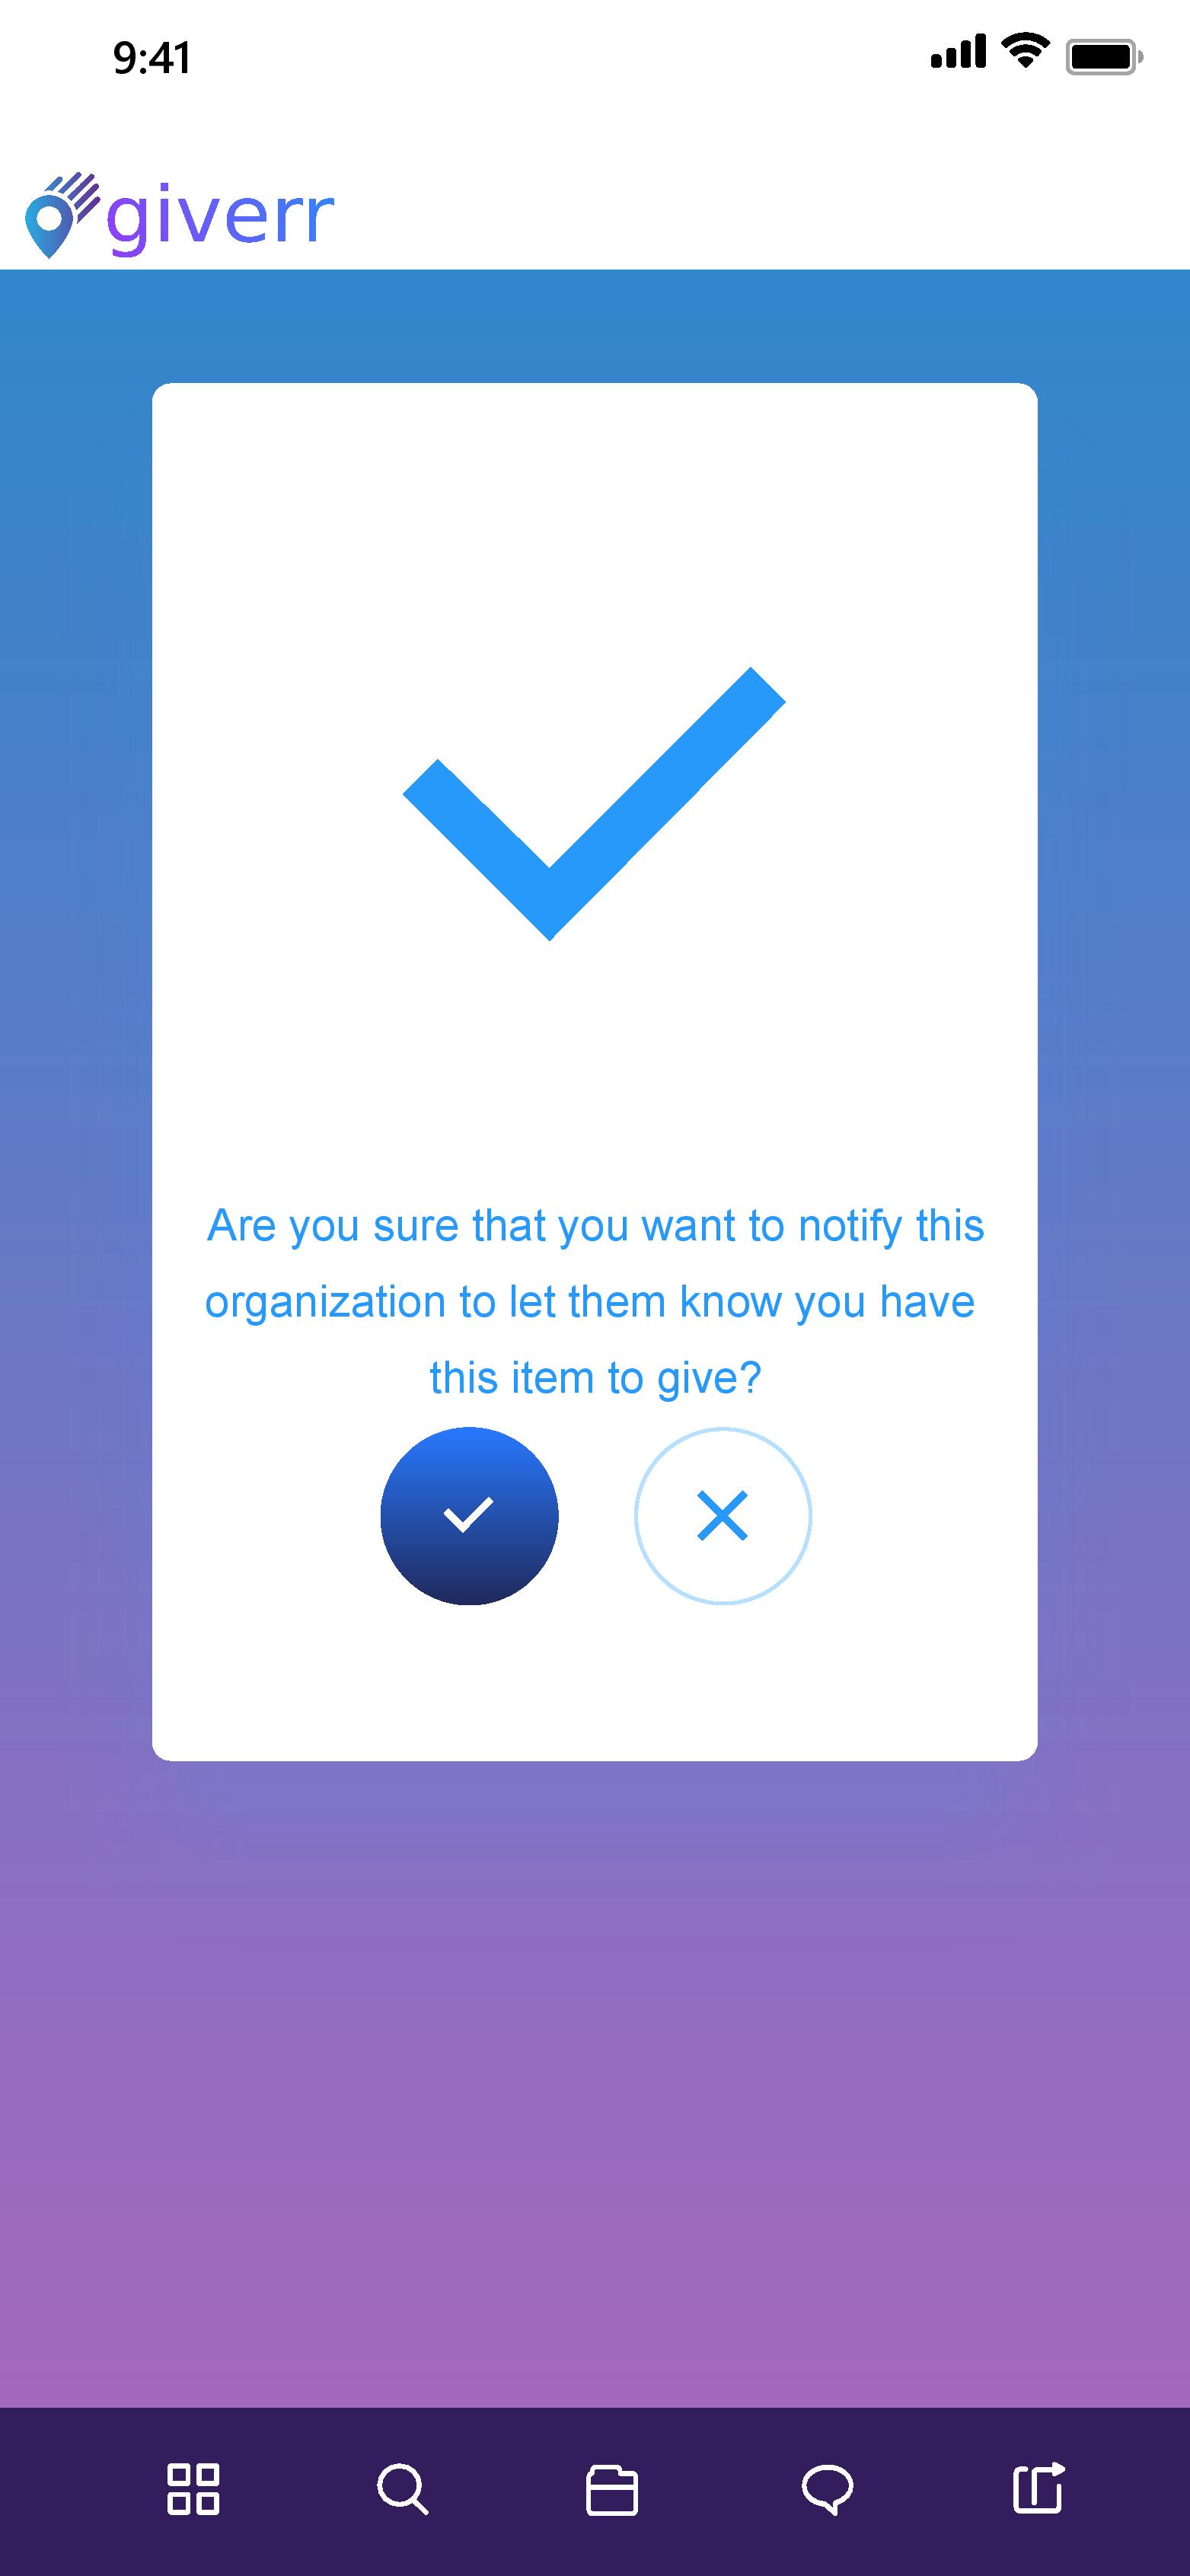 9:41
giverr
Are you sure that you want to notify this
organization to let them know you have
this item to give?